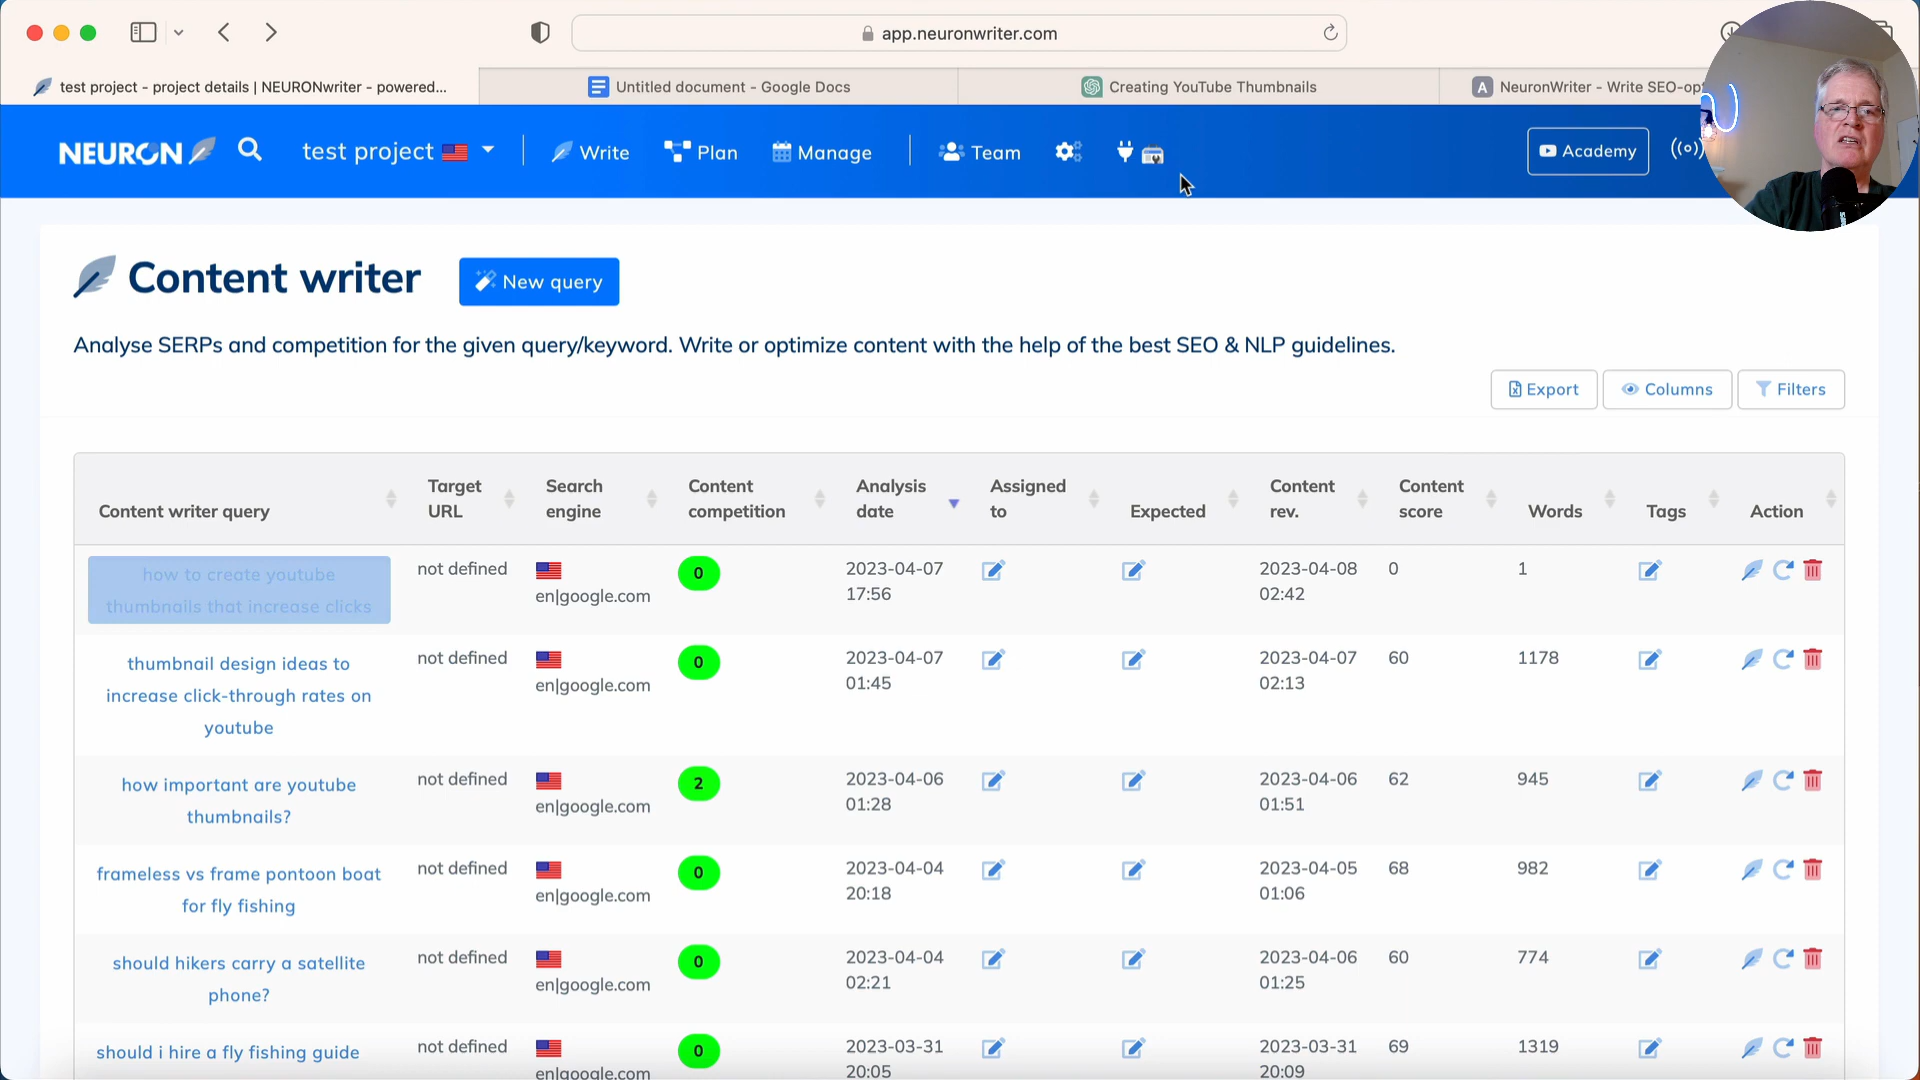 app.neuronwriter.com
test project - project details | NEURONwriter - powered...
Untitled document - Google Docs
Creating YouTube Thumbnails
NeuronWriter - Write SEO-op
NEURON
test project
Write
Plan
Manage
Team
Academy
Content writer
New query
Analyse SERPs and competition for the given query/keyword. Write or optimize content with the help of the best SEO & NLP guidelines.
Export
Columns
Filters
Content writer query
Target URL
Search engine
Content competition
Analysis date
Assigned to
Expected
Content rev.
Content score
Words
Tags
Action
how to create youtube thumbnails that increase clicks
not defined
en|google.com
0
2023-04-07 17:56
2023-04-08 02:42
0
1
thumbnail design ideas to increase click-through rates on youtube
not defined
en|google.com
0
2023-04-07 01:45
2023-04-07 02:13
60
1178
how important are youtube thumbnails?
not defined
en|google.com
2
2023-04-06 01:28
2023-04-06 01:51
62
945
frameless vs frame pontoon boat for fly fishing
not defined
en|google.com
0
2023-04-04 20:18
2023-04-05 01:06
68
982
should hikers carry a satellite phone?
not defined
en|google.com
0
2023-04-04 02:21
2023-04-06 01:25
60
774
should i hire a fly fishing guide
not defined
en|google.com
0
2023-03-31 20:05
2023-03-31 20:09
69
1319